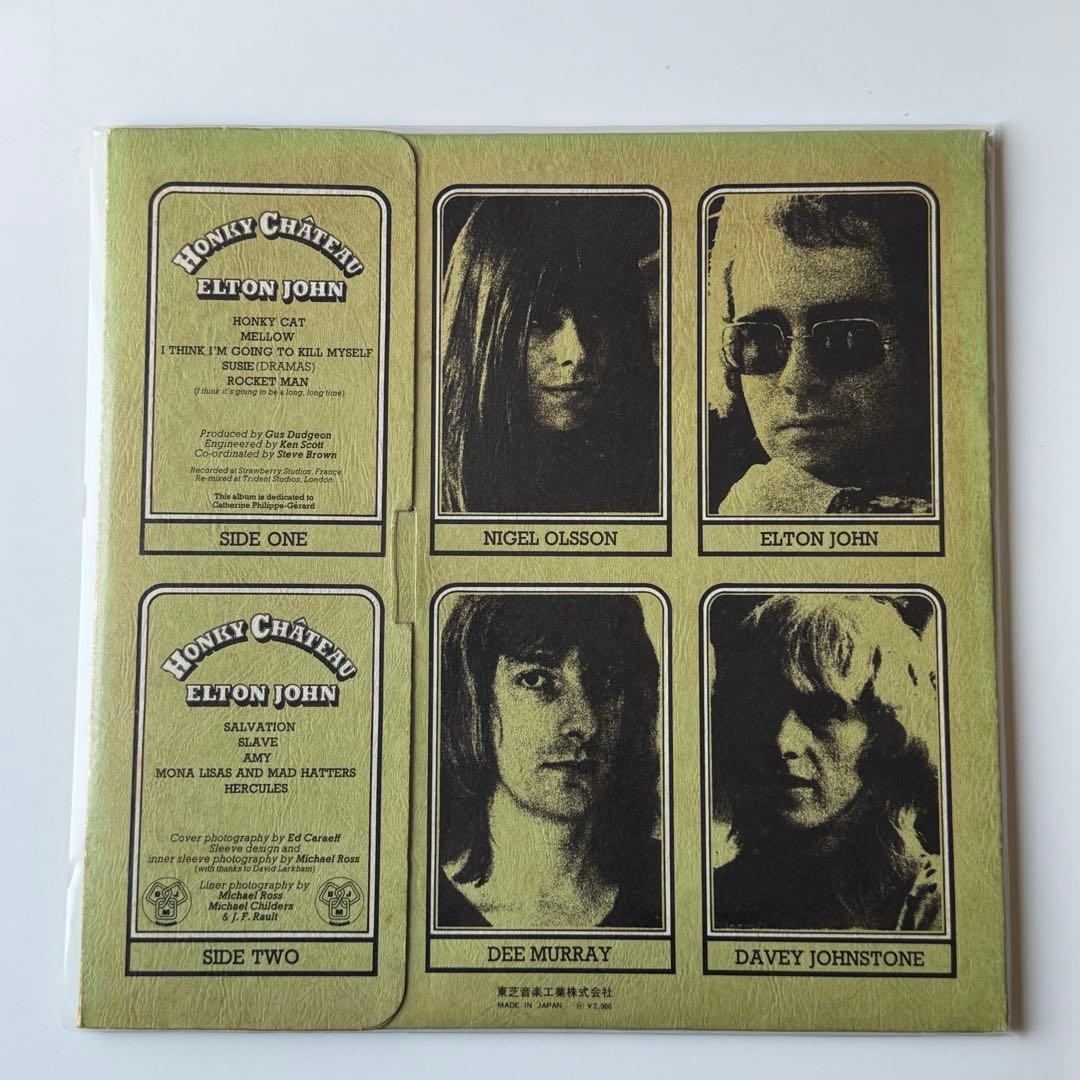 HONKY CHÂTEAU
ELTON JOHN
HONKY CAT
MELLOW
I THINK I'M GOING TO KILL MYSELF
SUSIE (DRAMAS)
ROCKET MAN
(I think it's going to be a long, long time)
Produced by Gus Dudgeon
Engineered by Ken Scott
Co-ordinated by Steve Brown
Recorded at Strawberry Studios, France
Re-mixed at Trident Studios, London
This album is dedicated to
Catherine Philippe-Gérard
SIDE ONE
NIGEL OLSSON
ELTON JOHN
HONKY CHÂTEAU
ELTON JOHN
SALVATION
SLAVE
AMY
MONA LISAS AND MAD HATTERS
HERCULES
Cover photography by Ed Caraeff
Sleeve design and
inner sleeve photography by Michael Ross
(with thanks to David Larkham)
Liner photography by
Michael Ross
Michael Childers
& J. F. Rault
DJM
DJM
SIDE TWO
DEE MURRAY
DAVEY JOHNSTONE
東芝音楽工業株式会社
MADE IN JAPAN Ⓗ ¥2,000